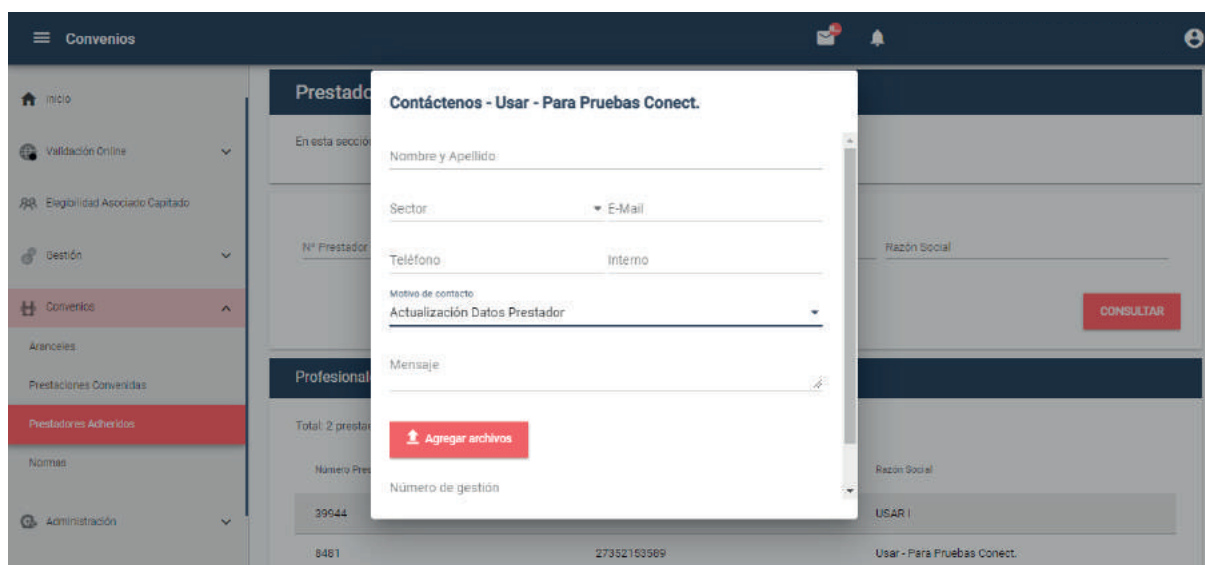 Convenios
Inicio
Validación Online
Elegibilidad Asociado Capitado
Gestión
Convenios
Aranceles
Prestaciones Convenidas
Prestadores Adheridos
Normas
Administración
Prestado
En esta sección
Nº Prestador
Razón Social
CONSULTAR
Profesional
Total: 2 prestar
Número Pres
Razón Social
39944
USAR I
8481
27352153589
Usar - Para Pruebas Conect.
Contáctenos - Usar - Para Pruebas Conect.
Nombre y Apellido
Sector
E-Mail
Teléfono
Interno
Motivo de contacto
Actualización Datos Prestador
Mensaje
Agregar archivos
Número de gestión